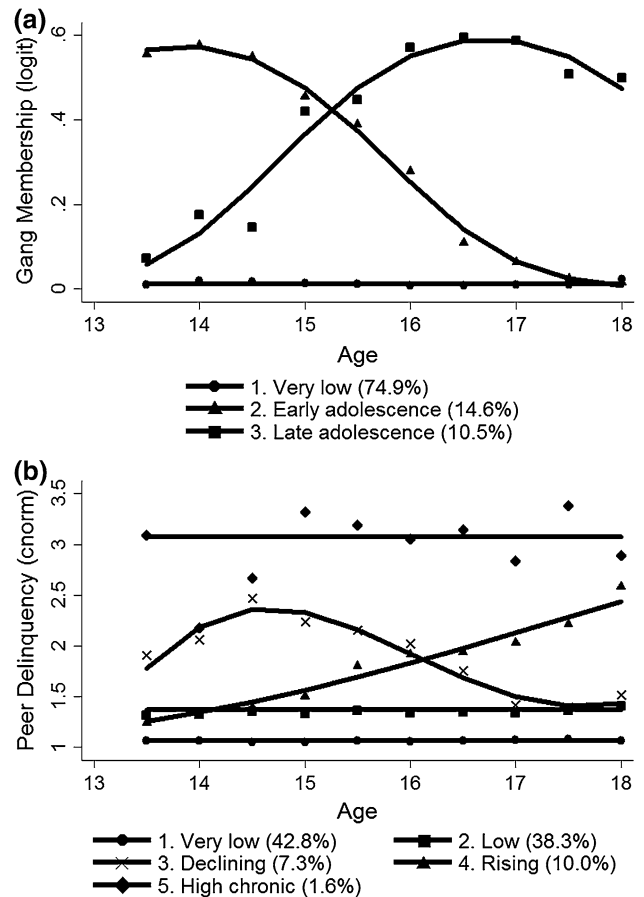 (a)
Gang Membership (logit)
.6
.4
.2
0
13 14 15 16 17 18
Age
1. Very low (74.9%)
2. Early adolescence (14.6%)
3. Late adolescence (10.5%)
(b)
Peer Delinquency (cnorm)
3.5
3
2.5
2
1.5
1
13 14 15 16 17 18
Age
1. Very low (42.8%) 2. Low (38.3%)
3. Declining (7.3%) 4. Rising (10.0%)
5. High chronic (1.6%)